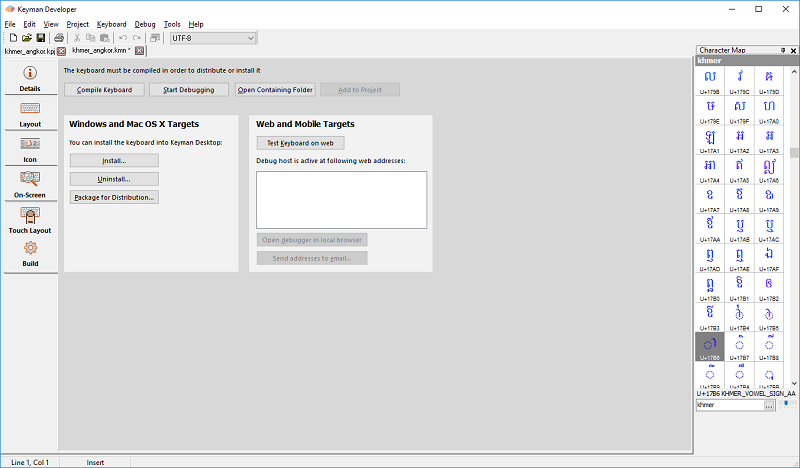 Keyman Developer
File Edit View Project Keyboard Debug Tools Help
UTF-8
khmer_angkor.kpj
khmer_angkor.kmn *
Character Map
khmer
Details
Layout
Icon
On-Screen
Touch Layout
Build
The keyboard must be compiled in order to distribute or install it
Compile Keyboard Start Debugging Open Containing Folder Add to Project
Windows and Mac OS X Targets
You can install the keyboard into Keyman Desktop:
Install...
Uninstall...
Package for Distribution...
Web and Mobile Targets
Test Keyboard on web
Debug host is active at following web addresses:
Open debugger in local browser
Send addresses to email...
ល វ ឝ
U+179B U+179C U+179D
ឞ ស ហ
U+179E U+179F U+17A0
ឡ អ ឣ
U+17A1 U+17A2 U+17A3
ឤ ឥ ឦ
U+17A4 U+17A5 U+17A6
ឧ ឨ ឩ
U+17A7 U+17A8 U+17A9
ឪ ឫ ឬ
U+17AA U+17AB U+17AC
ឭ ឮ ឯ
U+17AD U+17AE U+17AF
ឰ ឱ ឲ
U+17B0 U+17B1 U+17B2
ឳ
U+17B3 U+17B4 U+17B5
ា ិ ី
U+17B6 U+17B7 U+17B8
ឹ ឺ ុ
U+17B9 U+17BA U+17BB
U+17B6 KHMER_VOWEL_SIGN_AA
khmer ...
Line 1, Col 1 Insert